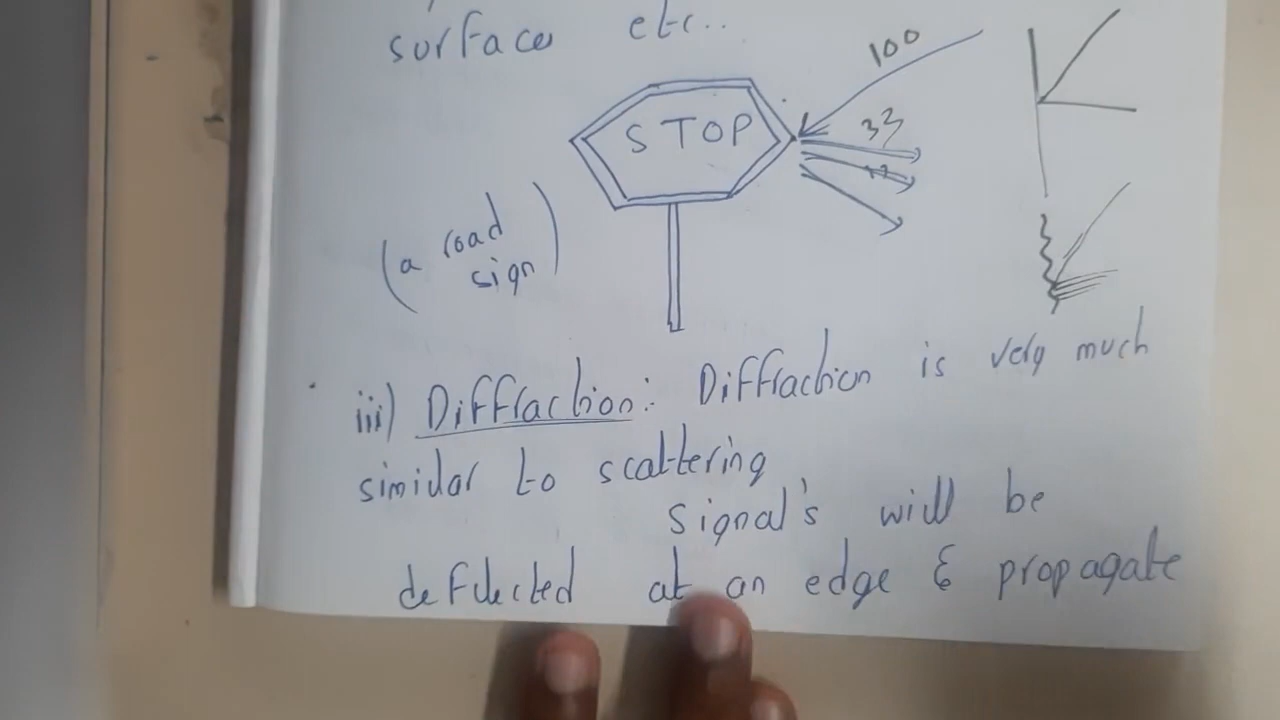 surface etc..
100
STOP
33
(a road
sign)
iii) Diffraction: Diffraction is very much
similar to scattering
Signal's will be
deflected at an edge & propagate